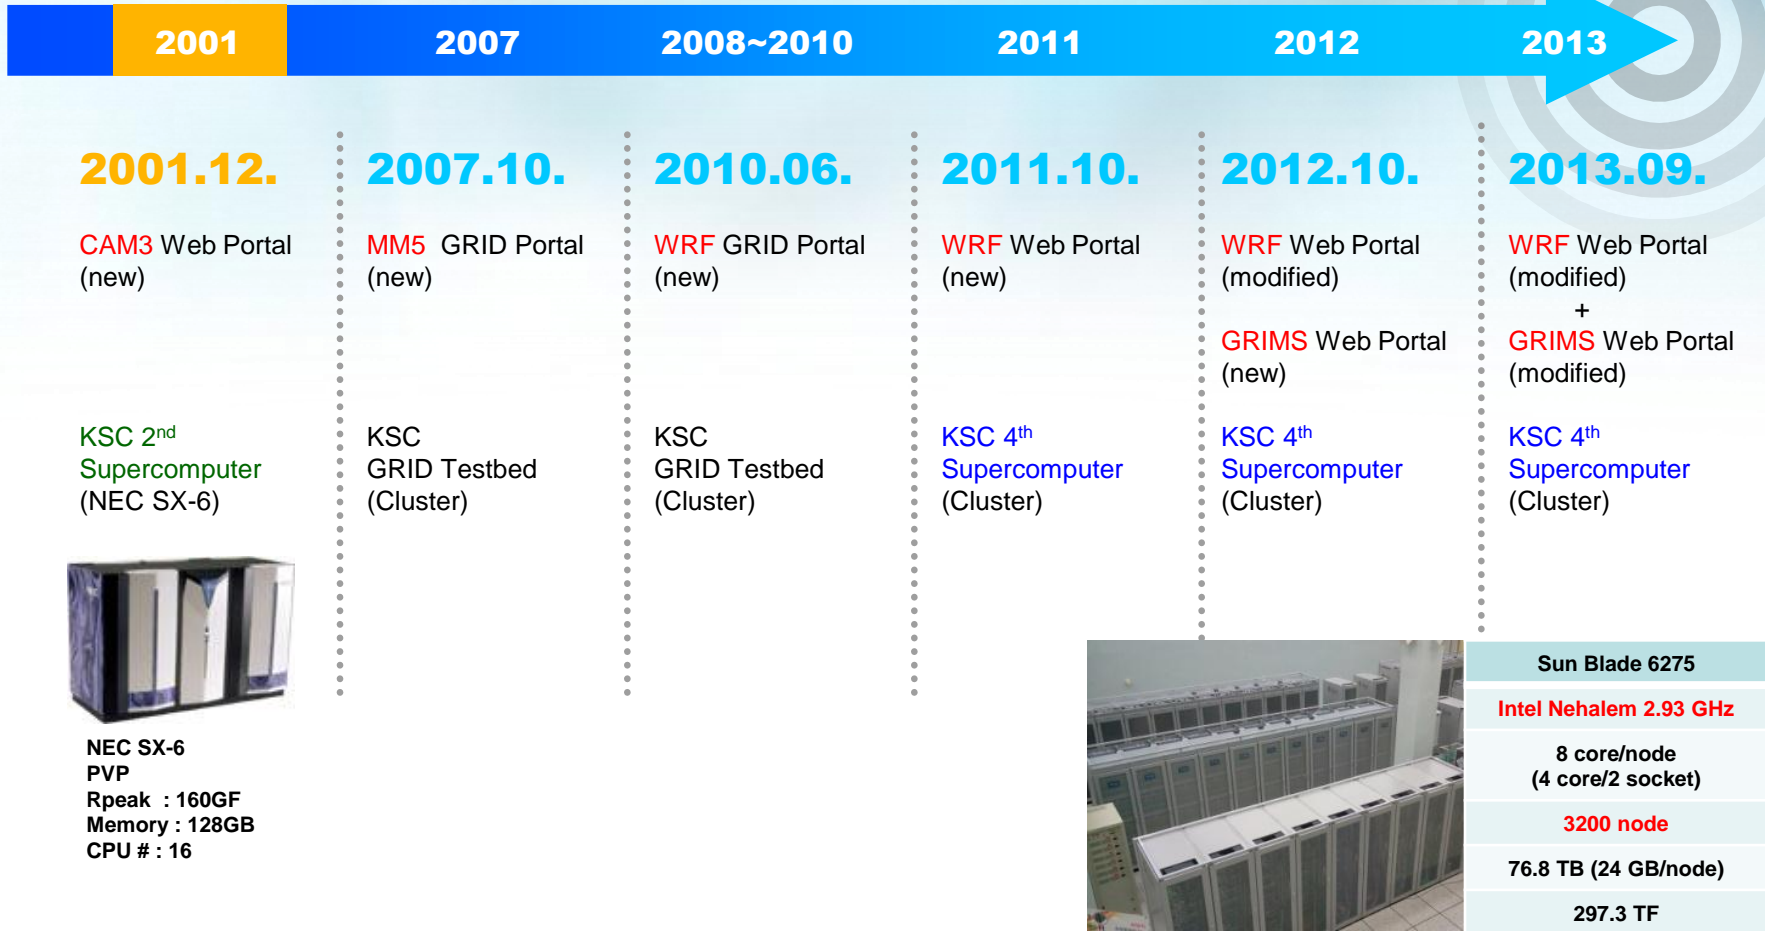 2001
2007
2008~2010
2011
2012
2013
2001.12.
CAM3 Web Portal
(new)
KSC 2nd
Supercomputer
(NEC SX-6)
NEC SX-6
PVP
Rpeak : 160GF
Memory : 128GB
CPU # : 16
2007.10.
MM5 GRID Portal
(new)
KSC
GRID Testbed
(Cluster)
2010.06.
WRF GRID Portal
(new)
KSC
GRID Testbed
(Cluster)
2011.10.
WRF Web Portal
(new)
KSC 4th
Supercomputer
(Cluster)
2012.10.
WRF Web Portal
(modified)
GRIMS Web Portal
(new)
KSC 4th
Supercomputer
(Cluster)
2013.09.
WRF Web Portal
(modified)
+
GRIMS Web Portal
(modified)
KSC 4th
Supercomputer
(Cluster)
Sun Blade 6275
Intel Nehalem 2.93 GHz
8 core/node
(4 core/2 socket)
3200 node
76.8 TB (24 GB/node)
297.3 TF